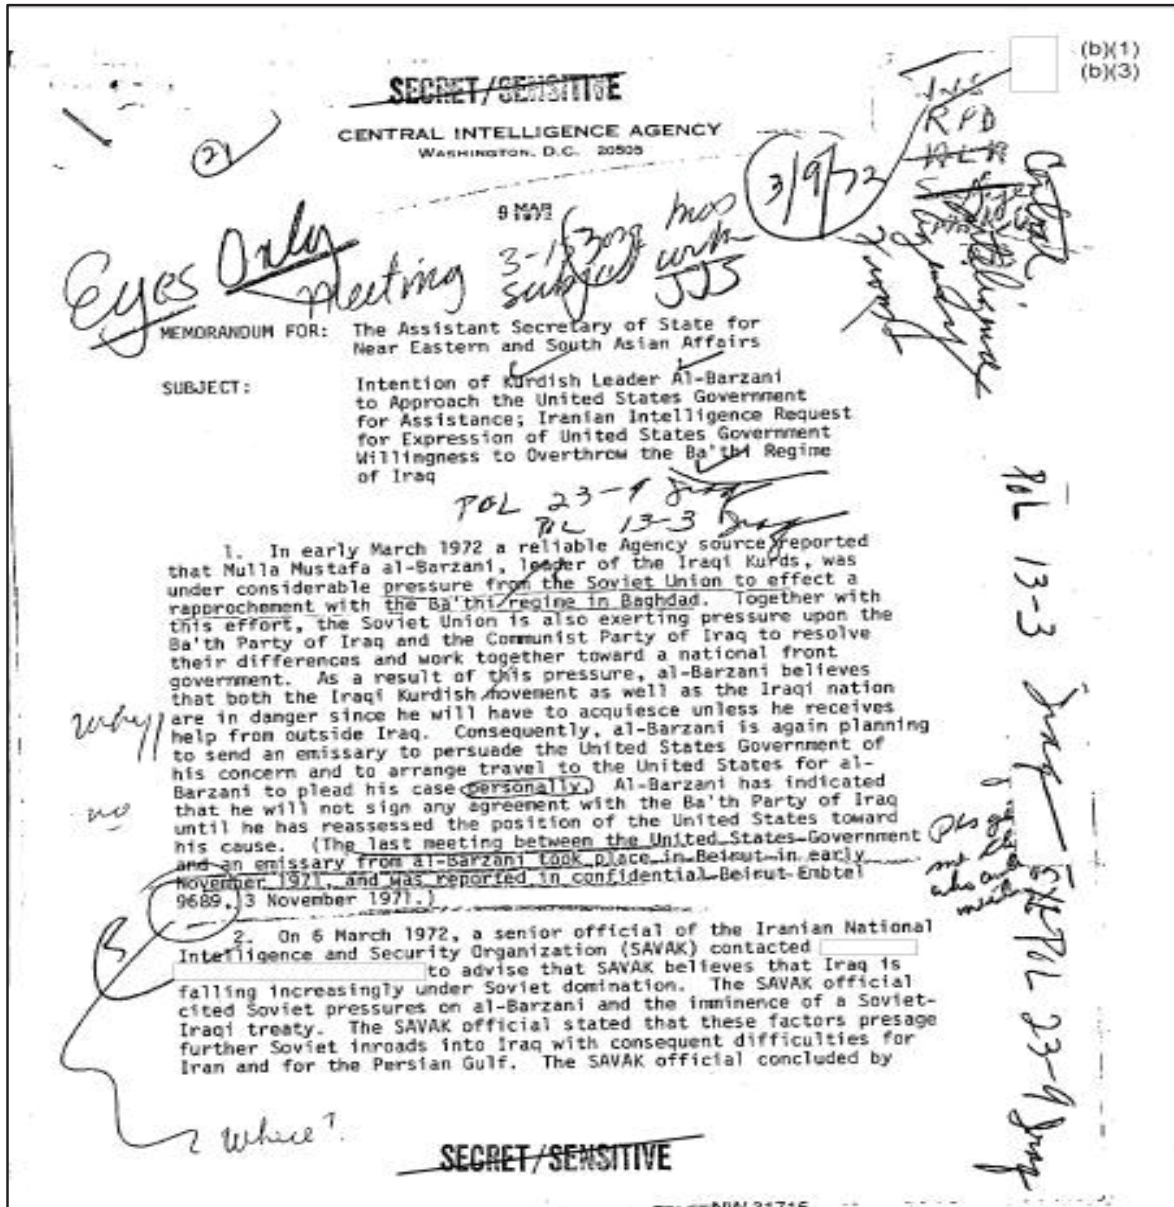 (b)(1)
(b)(3)
SECRET/SENSITIVE
CENTRAL INTELLIGENCE AGENCY
WASHINGTON, D.C. 20505
RPD
21
3/9/72
9 MAR
1972
Eyes Only
Meeting
MEMORANDUM FOR: The Assistant Secretary of State for
Near Eastern and South Asian Affairs
SUBJECT: Intention of Kurdish Leader Al-Barzani
to Approach the United States Government
for Assistance; Iranian Intelligence Request
for Expression of United States Government
Willingness to Overthrow the Ba'thi Regime
of Iraq
POL 23-9 Iraq
POL 13-3 Iraq
1. In early March 1972 a reliable Agency source reported
that Mulla Mustafa al-Barzani, leader of the Iraqi Kurds, was
under considerable pressure from the Soviet Union to effect a
rapprochement with the Ba'thi regime in Baghdad. Together with
this effort, the Soviet Union is also exerting pressure upon the
Ba'th Party of Iraq and the Communist Party of Iraq to resolve
their differences and work together toward a national front
government. As a result of this pressure, al-Barzani believes
that both the Iraqi Kurdish movement as well as the Iraqi nation
are in danger since he will have to acquiesce unless he receives
help from outside Iraq. Consequently, al-Barzani is again planning
to send an emissary to persuade the United States Government of
his concern and to arrange travel to the United States for al-
Barzani to plead his case personally. Al-Barzani has indicated
that he will not sign any agreement with the Ba'th Party of Iraq
until he has reassessed the position of the United States toward
his cause. (The last meeting between the United States Government
and an emissary from al-Barzani took place in Beirut in early
November 1971, and was reported in confidential Beirut Embtel
9689, 3 November 1971.)
why
no
2. On 6 March 1972, a senior official of the Iranian National
Intelligence and Security Organization (SAVAK) contacted
to advise that SAVAK believes that Iraq is
falling increasingly under Soviet domination. The SAVAK official
cited Soviet pressures on al-Barzani and the imminence of a Soviet-
Iraqi treaty. The SAVAK official stated that these factors presage
further Soviet inroads into Iraq with consequent difficulties for
Iran and for the Persian Gulf. The SAVAK official concluded by
Where?
SECRET/SENSITIVE
POL 13-3 Iraq
POL 23-9 Iraq